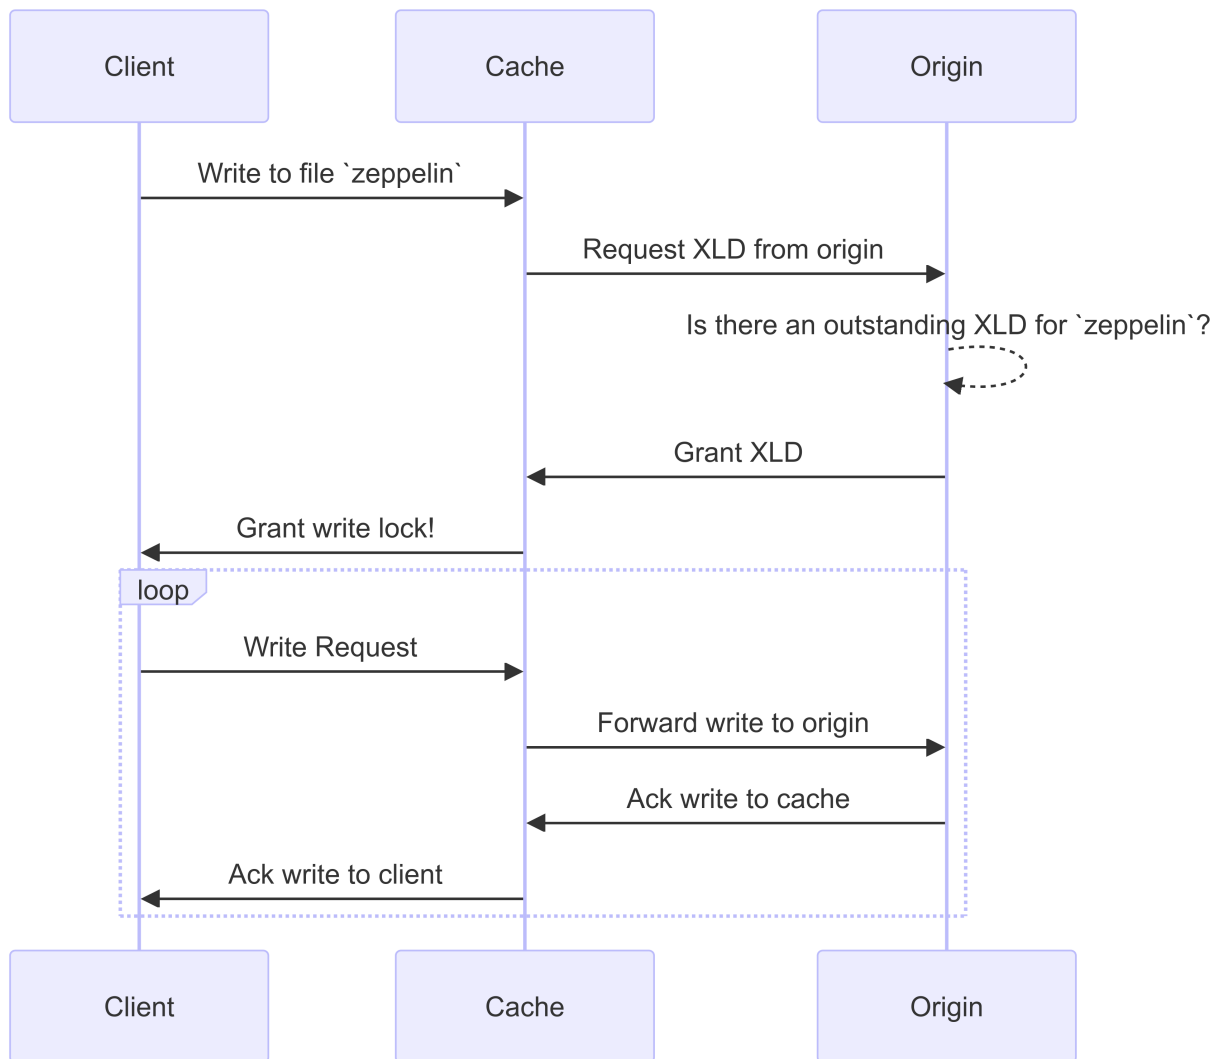 Client
Cache
Origin
Write to file `zeppelin`
Request XLD from origin
Is there an outstanding XLD for `zeppelin`?
Grant XLD
Grant write lock!
loop
Write Request
Forward write to origin
Ack write to cache
Ack write to client
Client
Cache
Origin